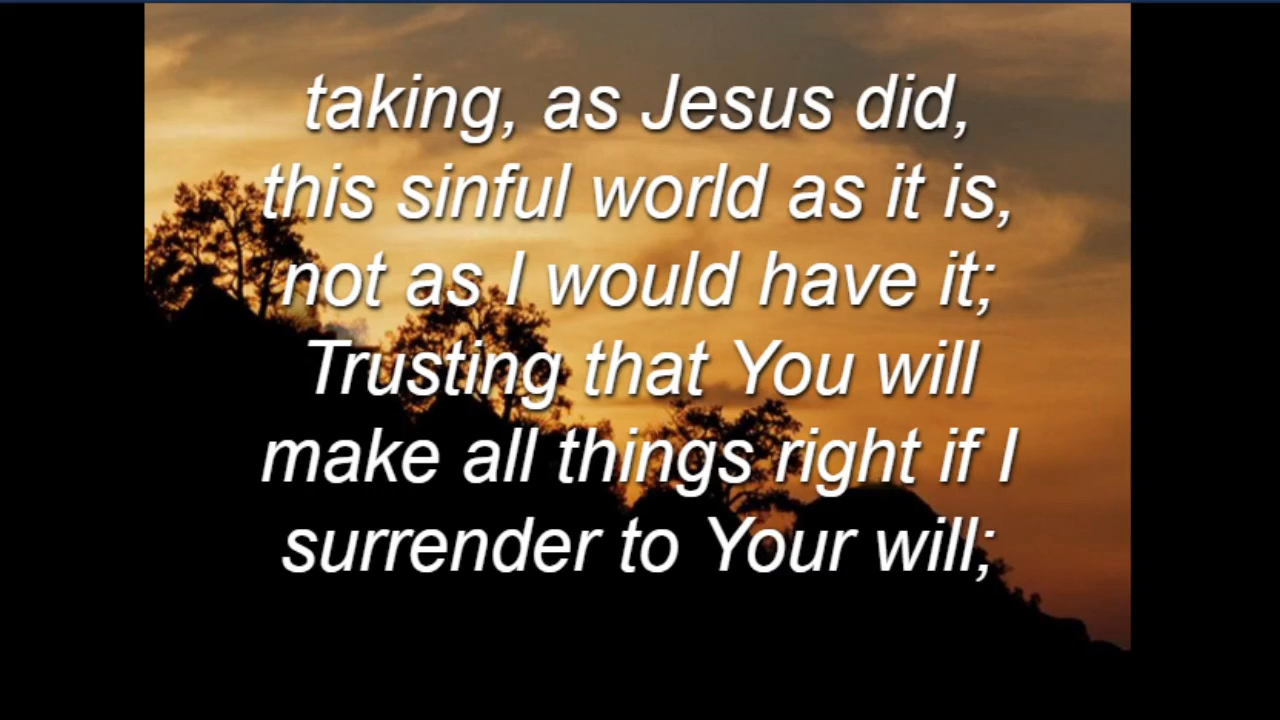 taking, as Jesus did,
this sinful world as it is,
not as I would have it;
Trusting that You will
make all things right if I
surrender to Your will;